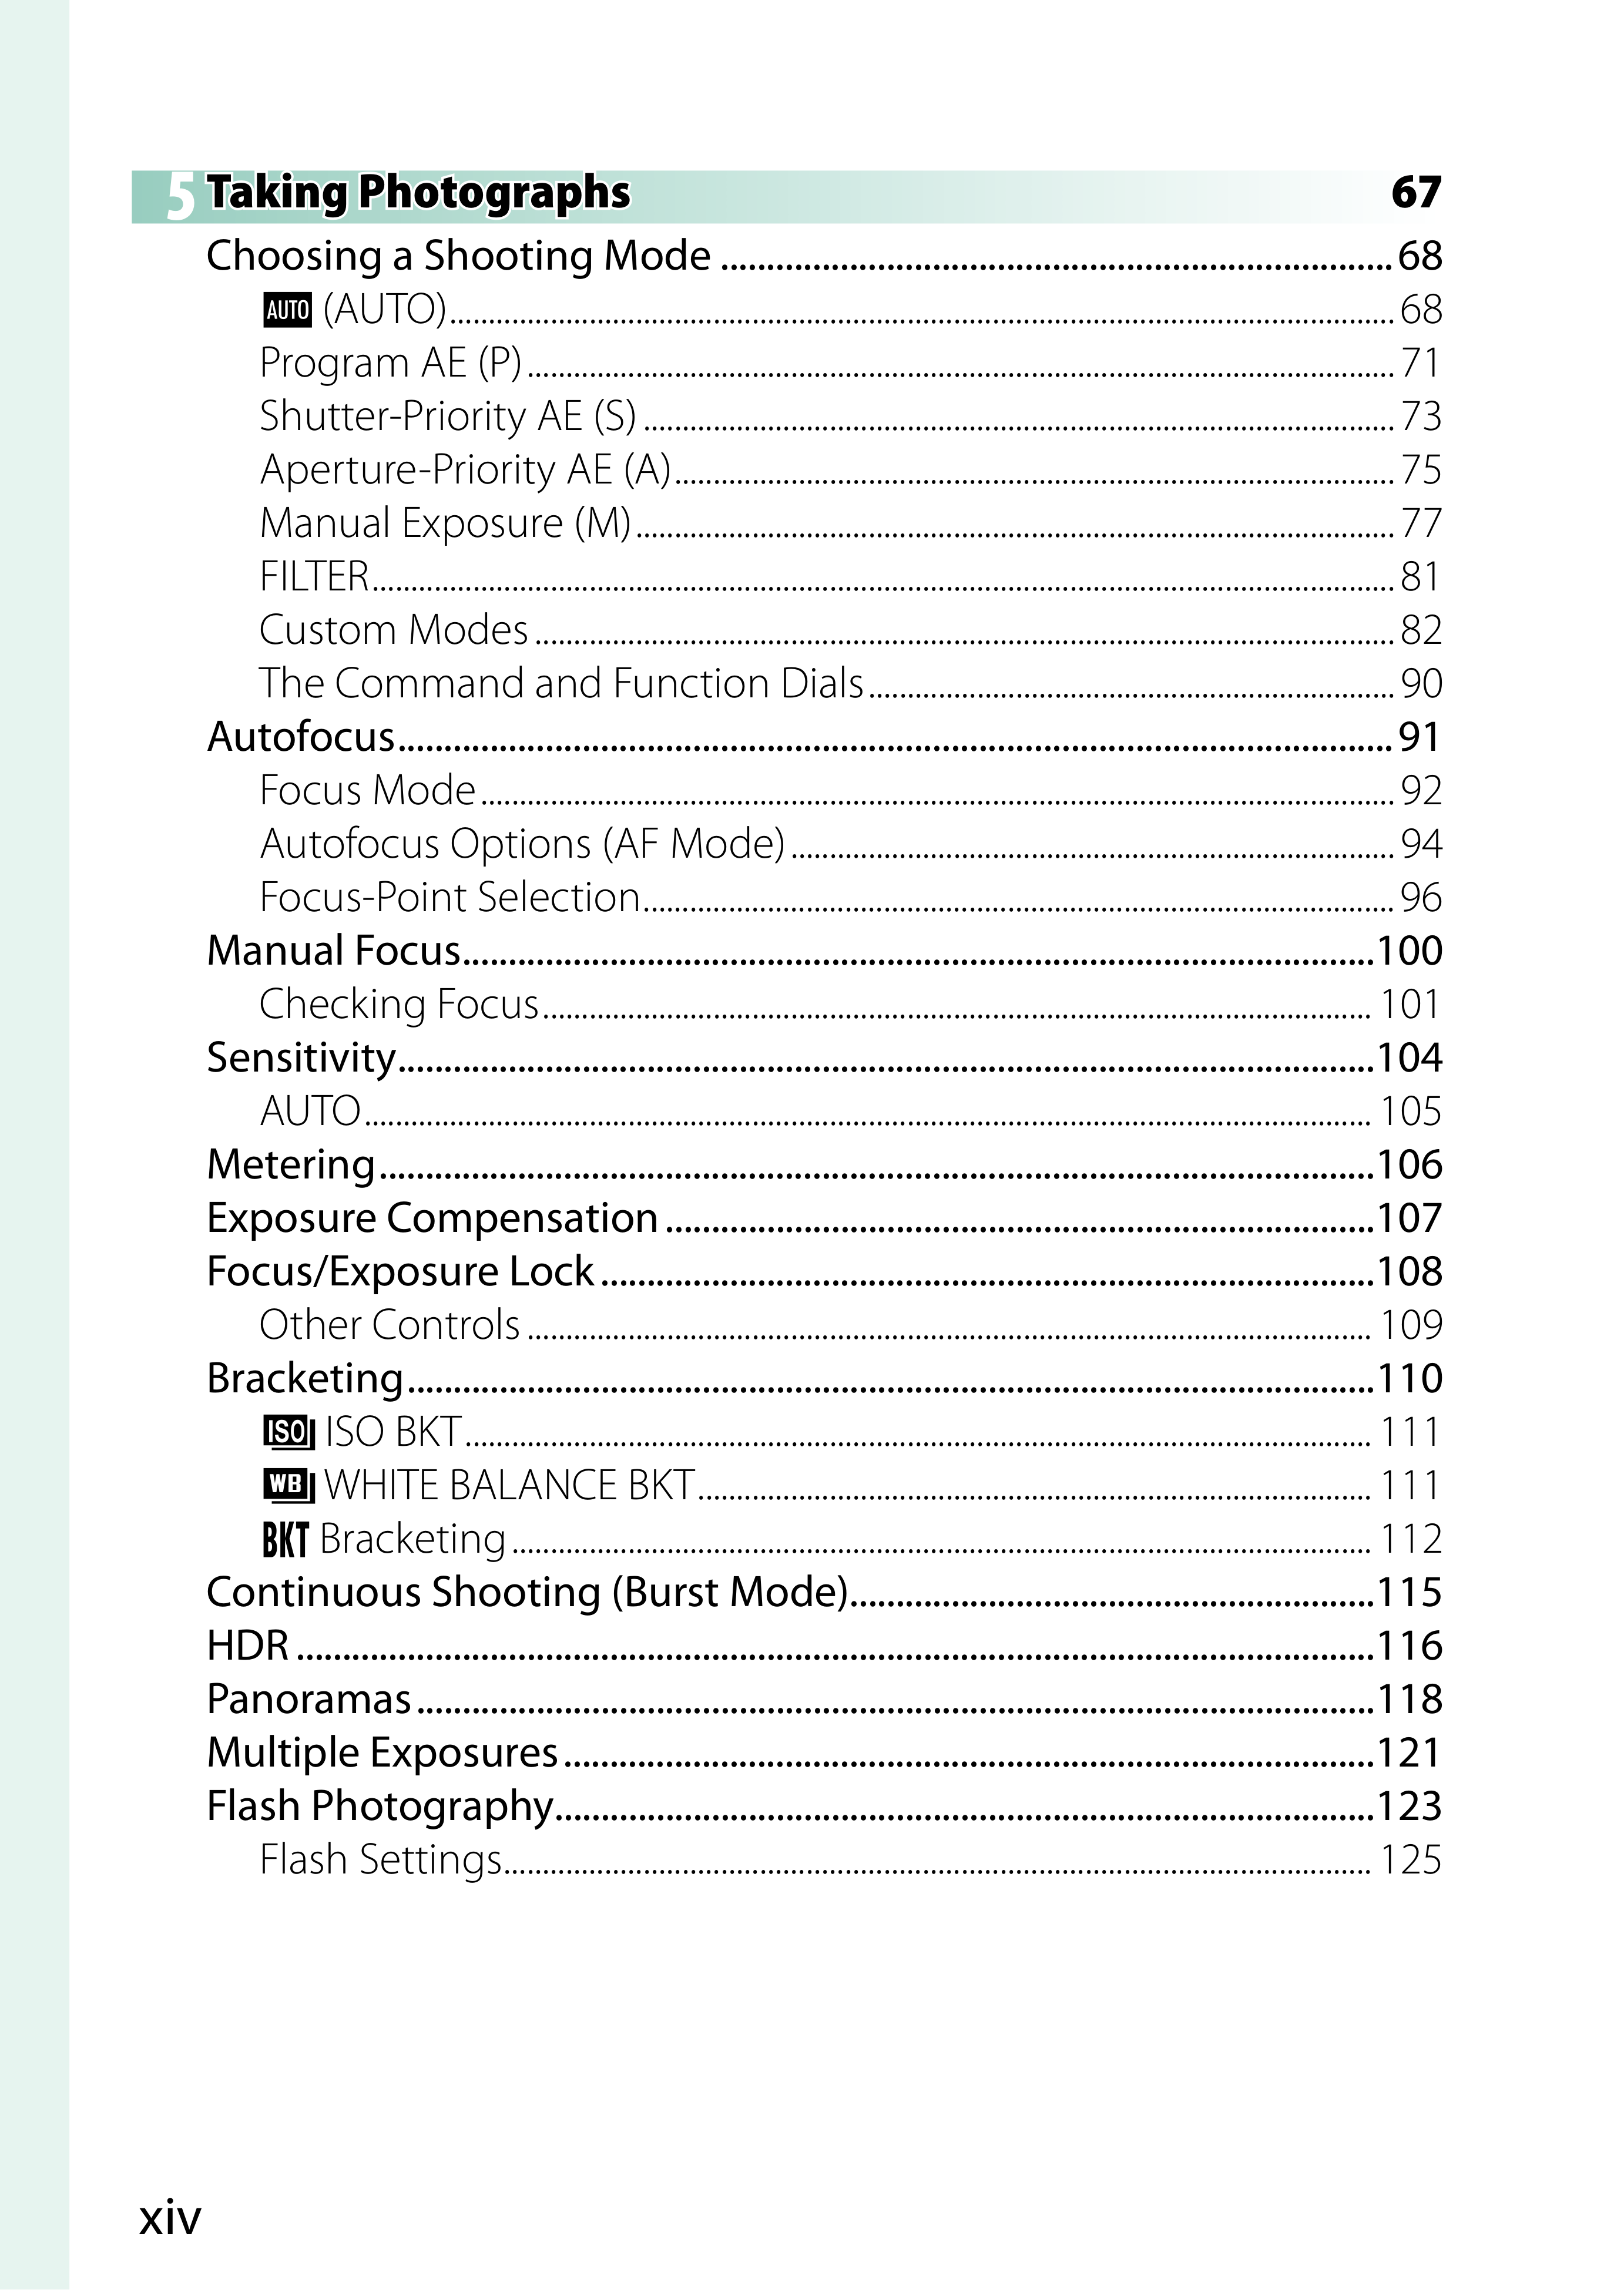 5 Taking Photographs 67
Choosing a Shooting Mode 68
AUTO (AUTO) 68
Program AE (P) 71
Shutter-Priority AE (S) 73
Aperture-Priority AE (A) 75
Manual Exposure (M) 77
FILTER 81
Custom Modes 82
The Command and Function Dials 90
Autofocus 91
Focus Mode 92
Autofocus Options (AF Mode) 94
Focus-Point Selection 96
Manual Focus 100
Checking Focus 101
Sensitivity 104
AUTO 105
Metering 106
Exposure Compensation 107
Focus/Exposure Lock 108
Other Controls 109
Bracketing 110
ISO ISO BKT 111
WB WHITE BALANCE BKT 111
BKT Bracketing 112
Continuous Shooting (Burst Mode) 115
HDR 116
Panoramas 118
Multiple Exposures 121
Flash Photography 123
Flash Settings 125
xiv